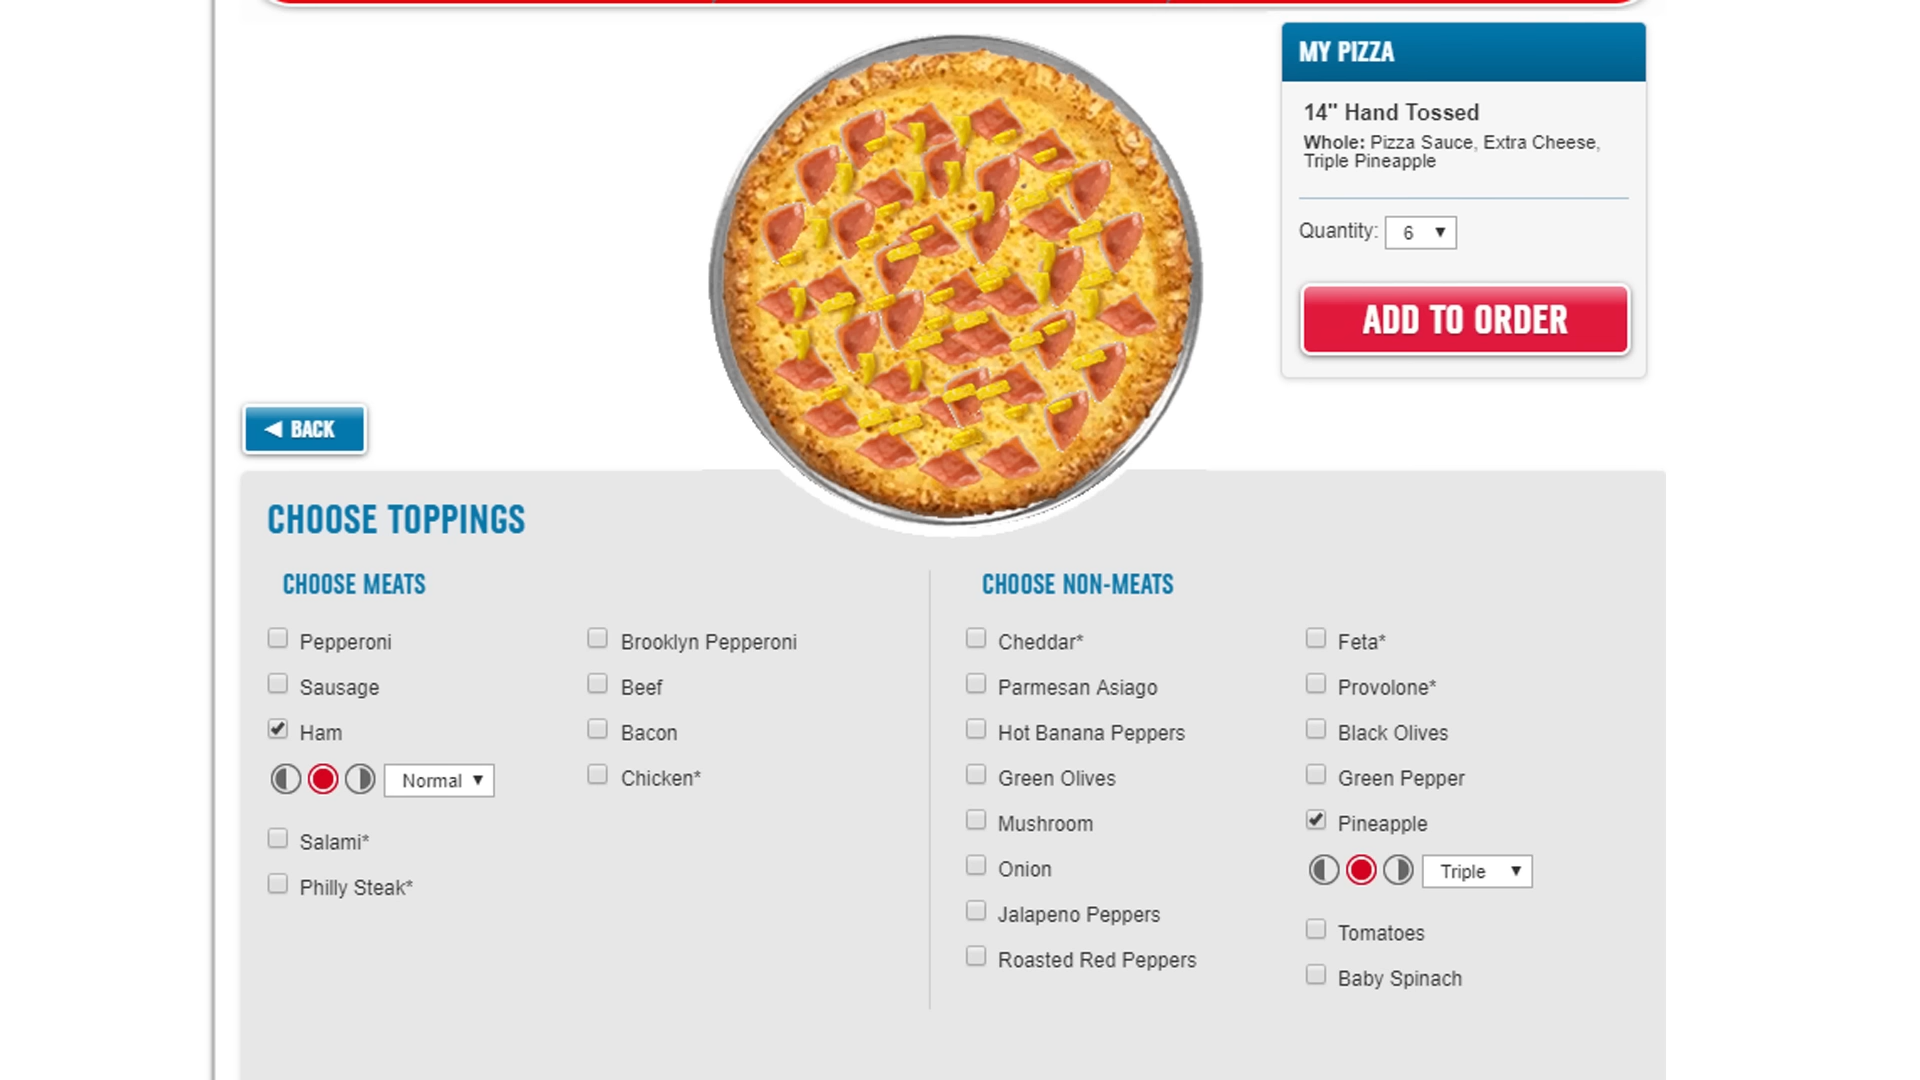 MY PIZZA
14" Hand Tossed
Whole: Pizza Sauce, Extra Cheese,
Triple Pineapple
Quantity: 6
ADD TO ORDER
BACK
CHOOSE TOPPINGS
CHOOSE MEATS
Pepperoni
Sausage
Ham
Normal
Salami*
Philly Steak*
Brooklyn Pepperoni
Beef
Bacon
Chicken*
CHOOSE NON-MEATS
Cheddar*
Parmesan Asiago
Hot Banana Peppers
Green Olives
Mushroom
Onion
Jalapeno Peppers
Roasted Red Peppers
Feta*
Provolone*
Black Olives
Green Pepper
Pineapple
Triple
Tomatoes
Baby Spinach